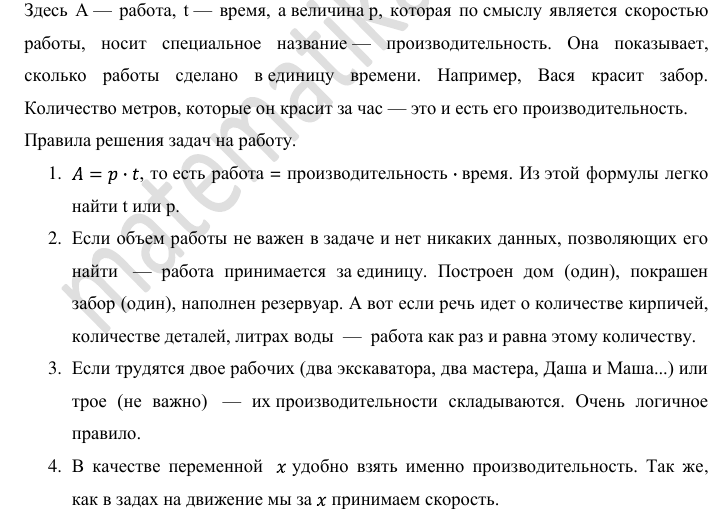 Здесь А — работа, t — время, а величина p, которая по смыслу является скоростью
работы, носит специальное название — производительность. Она показывает,
сколько работы сделано в единицу времени. Например, Вася красит забор.
Количество метров, которые он красит за час — это и есть его производительность.
Правила решения задач на работу.
1. A = p · t, то есть работа = производительность · время. Из этой формулы легко
найти t или p.
2. Если объем работы не важен в задаче и нет никаких данных, позволяющих его
найти — работа принимается за единицу. Построен дом (один), покрашен
забор (один), наполнен резервуар. А вот если речь идет о количестве кирпичей,
количестве деталей, литрах воды — работа как раз и равна этому количеству.
3. Если трудятся двое рабочих (два экскаватора, два мастера, Даша и Маша...) или
трое (не важно) — их производительности складываются. Очень логичное
правило.
4. В качестве переменной x удобно взять именно производительность. Так же,
как в задах на движение мы за x принимаем скорость.
matematik